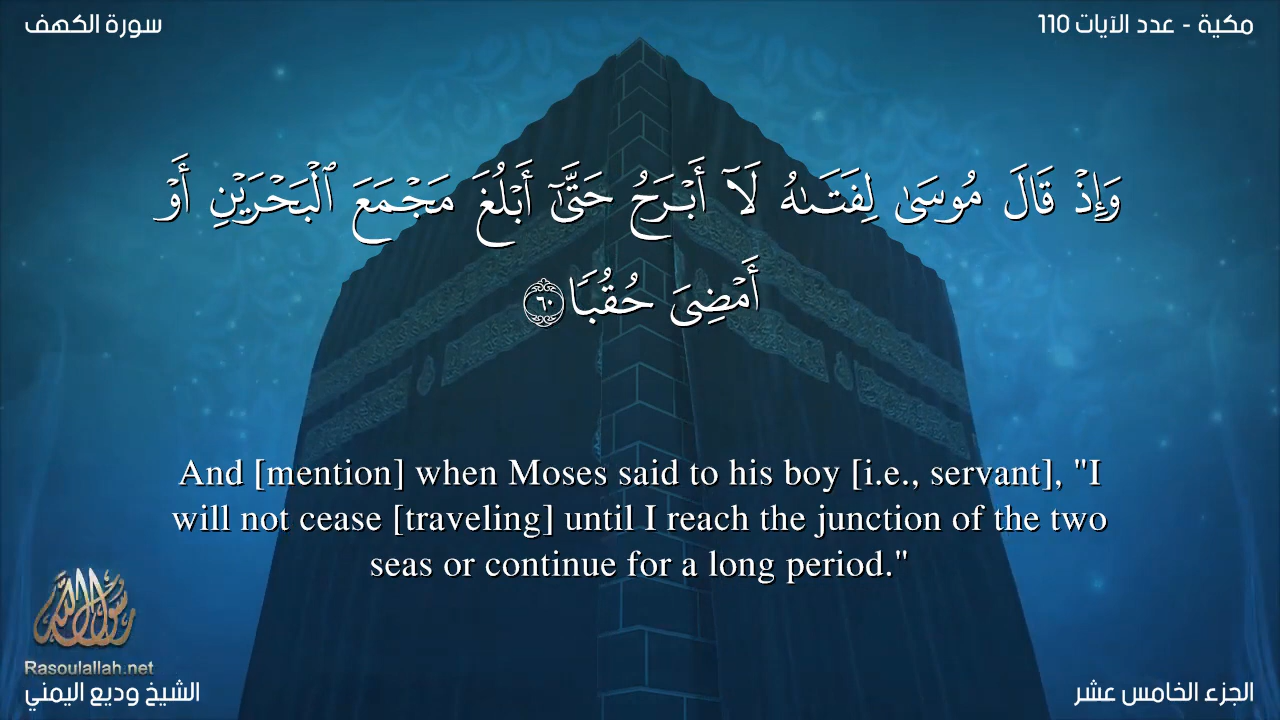 سورة الكهف
مكية - عدد الآيات 110
وَإِذْ قَالَ مُوسَىٰ لِفَتَىٰهُ لَآ أَبْرَحُ حَتَّىٰٓ أَبْلُغَ مَجْمَعَ ٱلْبَحْرَيْنِ أَوْ
أَمْضِىَ حُقُبًا ٦٠
And [mention] when Moses said to his boy [i.e., servant], "I
will not cease [traveling] until I reach the junction of the two
seas or continue for a long period."
رسول الله
Rasoulallah.net
الشيخ وديع اليمني
الجزء الخامس عشر